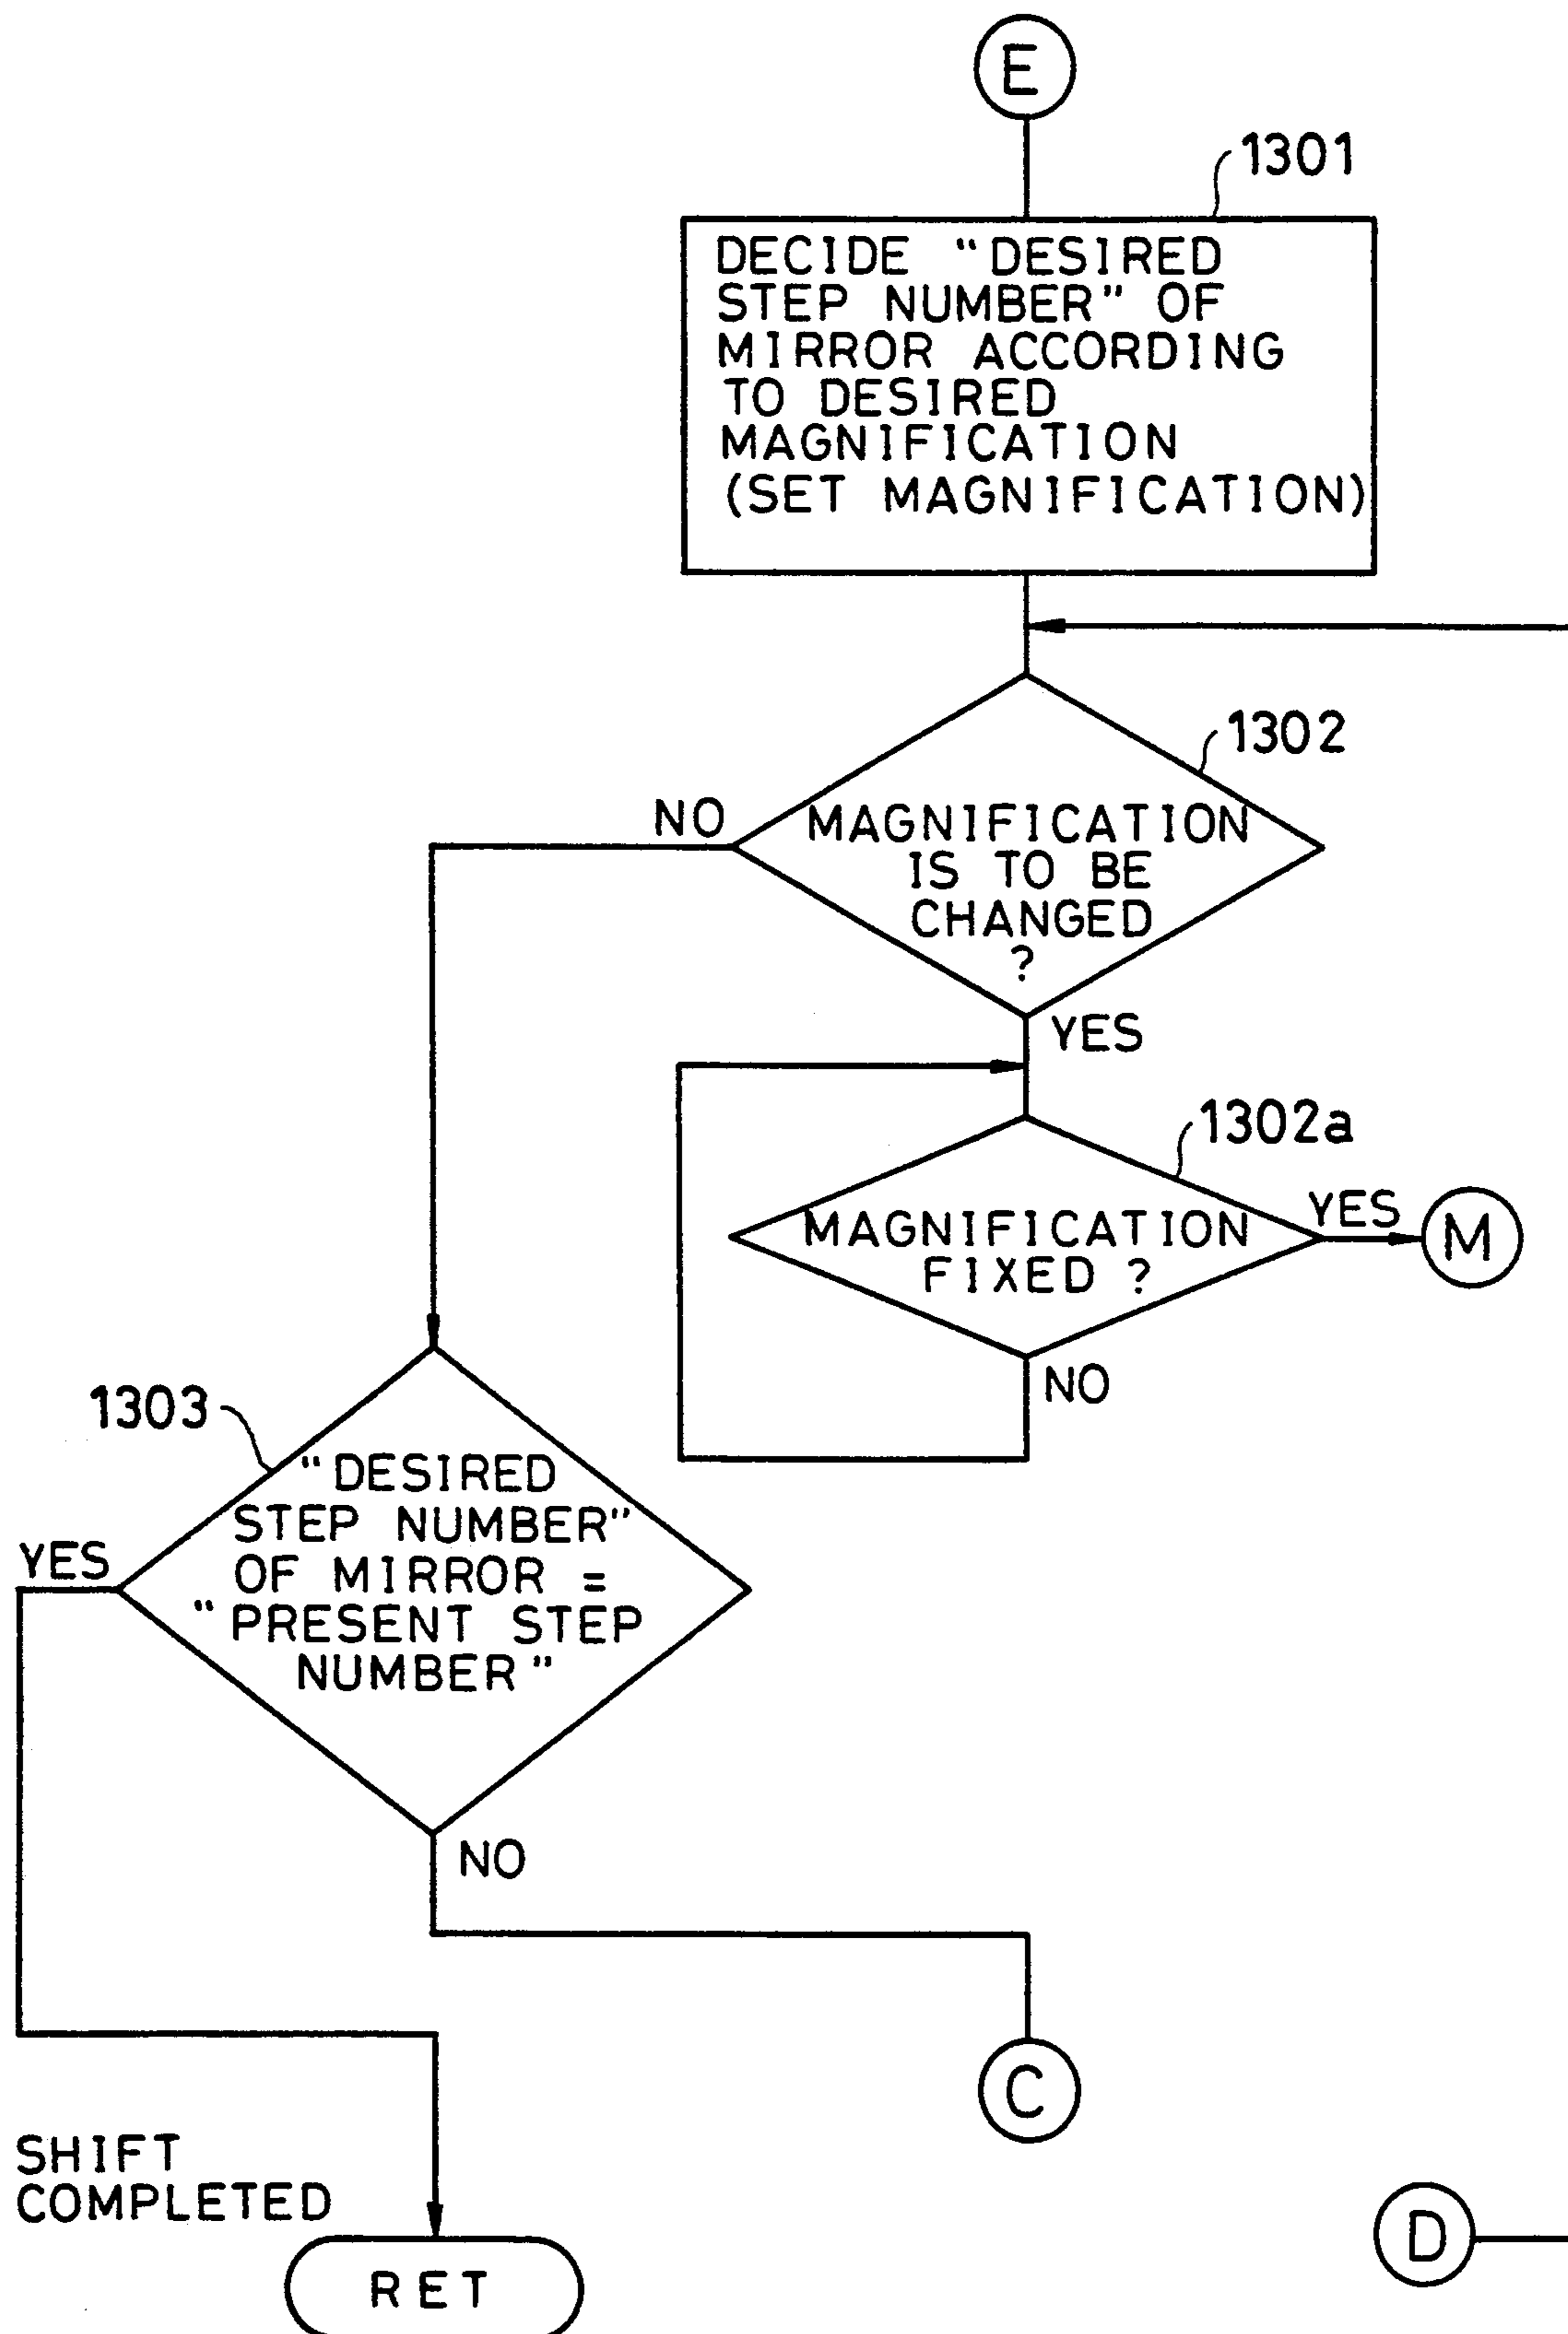 E
1301
DECIDE "DESIRED
STEP NUMBER" OF
MIRROR ACCORDING
TO DESIRED
MAGNIFICATION
(SET MAGNIFICATION)
1302
NO
MAGNIFICATION
IS TO BE
CHANGED
?
YES
1302a
MAGNIFICATION
FIXED ?
YES
M
NO
1303
"DESIRED
STEP NUMBER"
OF MIRROR =
"PRESENT STEP
NUMBER"
YES
NO
C
SHIFT
COMPLETED
RET
D